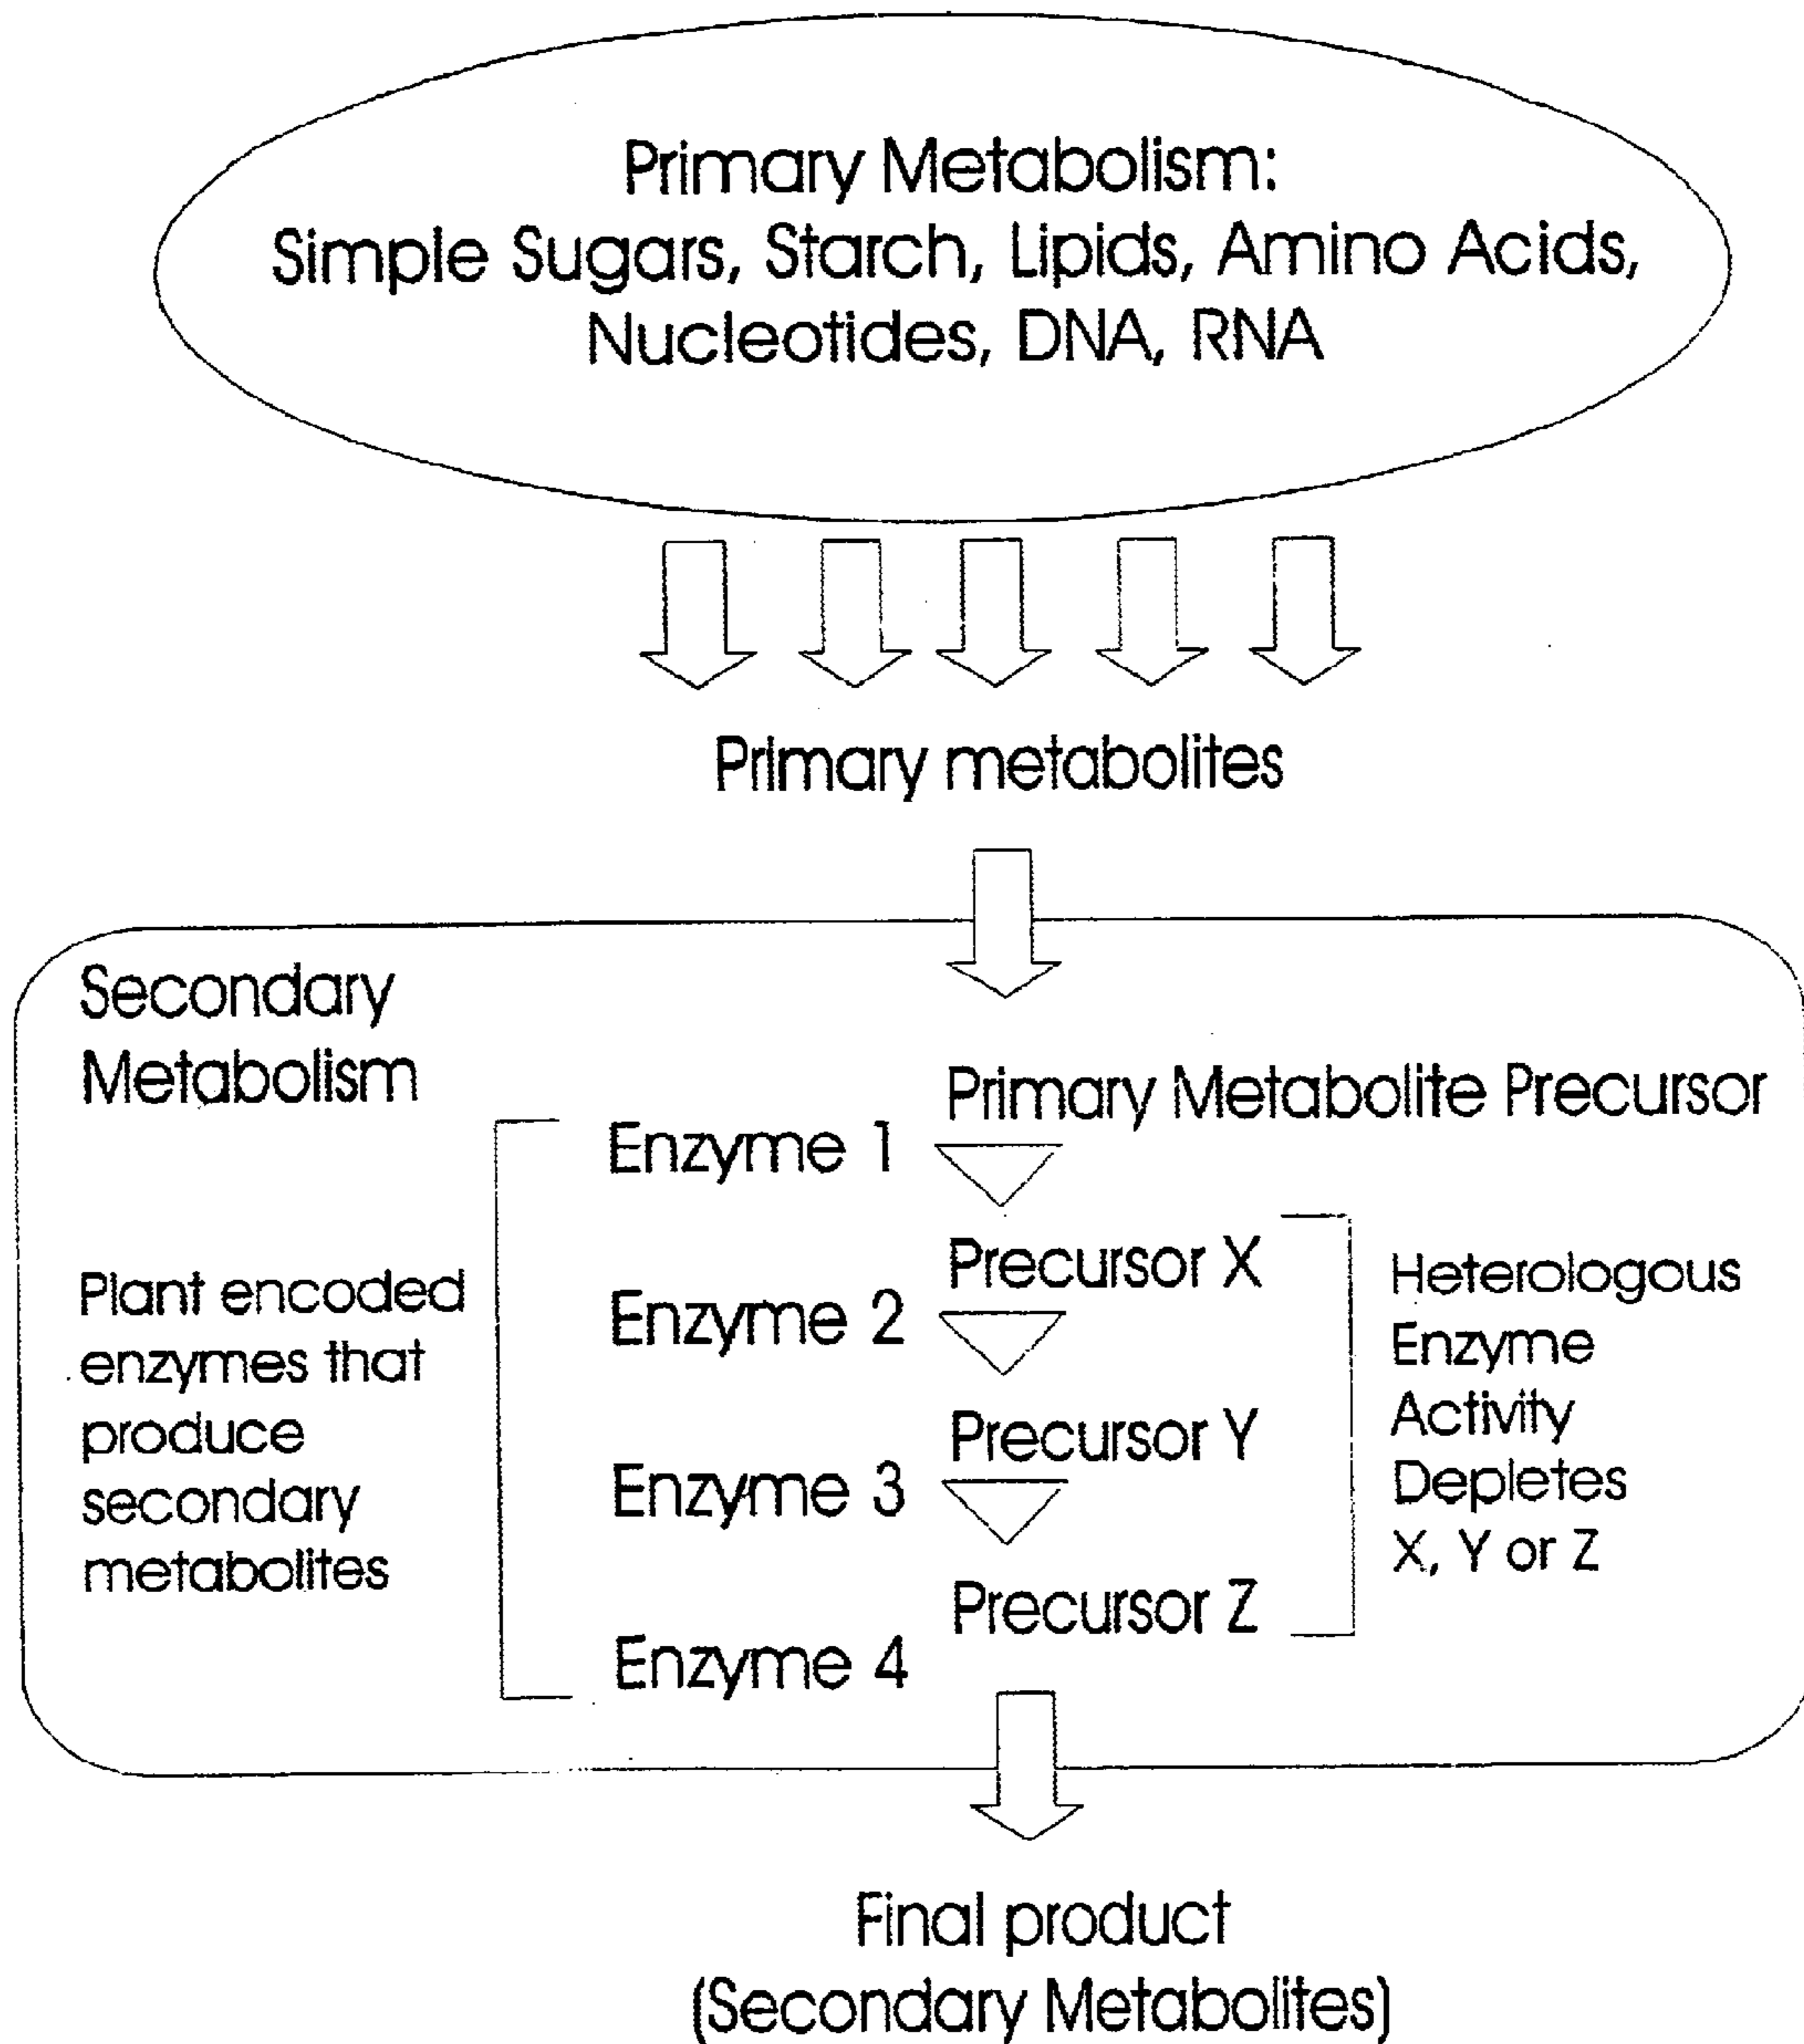 Primary Metabolism:
Simple Sugars, Starch, Lipids, Amino Acids,
Nucleotides, DNA, RNA
Primary metabolites
Secondary
Metabolism
Primary Metabolite Precursor
Enzyme 1
Precursor X
Enzyme 2
Precursor Y
Enzyme 3
Precursor Z
Enzyme 4
Plant encoded
enzymes that
produce
secondary
metabolites
Heterologous
Enzyme
Activity
Depletes
X, Y or Z
Final product
(Secondary Metabolites)